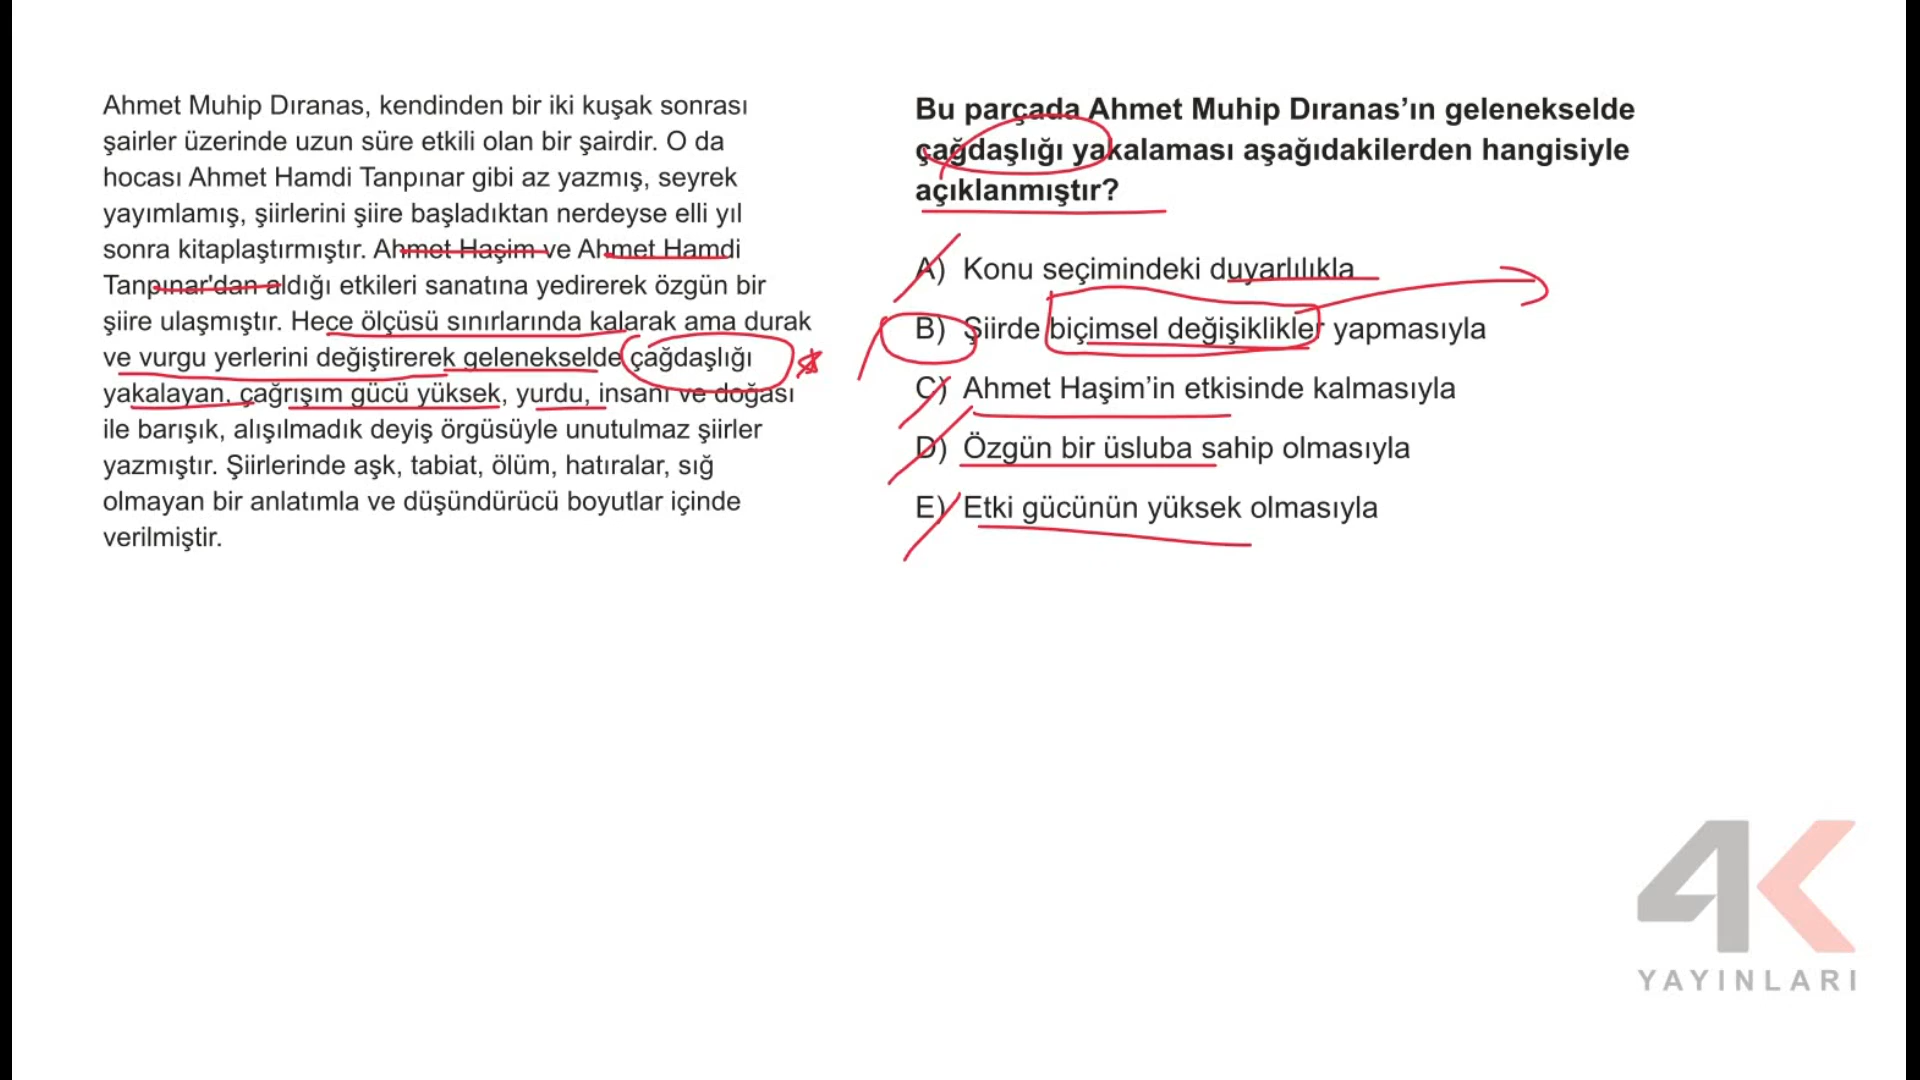 Ahmet Muhip Dıranas, kendinden bir iki kuşak sonrası
şairler üzerinde uzun süre etkili olan bir şairdir. O da
hocası Ahmet Hamdi Tanpınar gibi az yazmış, seyrek
yayımlamış, şiirlerini şiire başladıktan nerdeyse elli yıl
sonra kitaplaştırmıştır. Ahmet Haşim ve Ahmet Hamdi
Tanpınar'dan aldığı etkileri sanatına yedirerek özgün bir
şiire ulaşmıştır. Hece ölçüsü sınırlarında kalarak ama durak
ve vurgu yerlerini değiştirerek gelenekselde çağdaşlığı
yakalayan, çağrışım gücü yüksek, yurdu, insanı ve doğası
ile barışık, alışılmadık deyiş örgüsüyle unutulmaz şiirler
yazmıştır. Şiirlerinde aşk, tabiat, ölüm, hatıralar, sığ
olmayan bir anlatımla ve düşündürücü boyutlar içinde
verilmiştir.
Bu parçada Ahmet Muhip Dıranas’ın gelenekselde
çağdaşlığı yakalaması aşağıdakilerden hangisiyle
açıklanmıştır?
A) Konu seçimindeki duyarlılıkla
B) Şiirde biçimsel değişiklikler yapmasıyla
C) Ahmet Haşim’in etkisinde kalmasıyla
D) Özgün bir üsluba sahip olmasıyla
E) Etki gücünün yüksek olmasıyla
4K
YAYINLARI